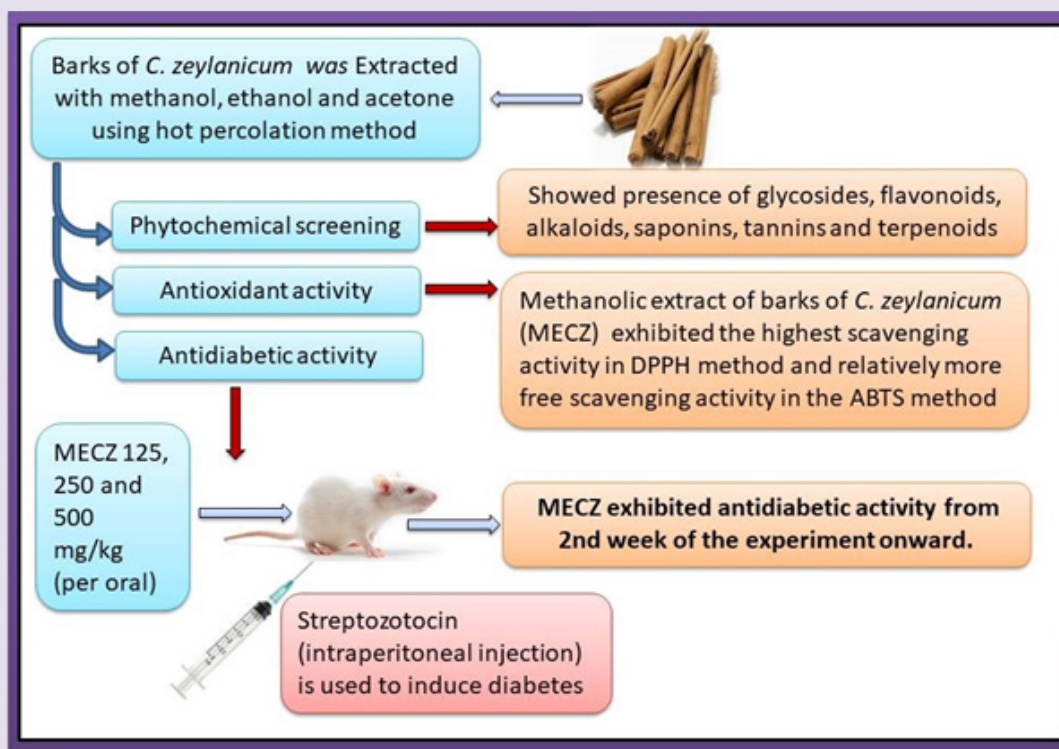 Barks of C. zeylanicum was Extracted
with methanol, ethanol and acetone
using hot percolation method
Phytochemical screening
Showed presence of glycosides, flavonoids,
alkaloids, saponins, tannins and terpenoids
Antioxidant activity
Methanolic extract of barks of C. zeylanicum
(MECZ) exhibited the highest scavenging
activity in DPPH method and relatively more
free scavenging activity in the ABTS method
Antidiabetic activity
MECZ 125,
250 and
500
mg/kg
(per oral)
MECZ exhibited antidiabetic activity from
2nd week of the experiment onward.
Streptozotocin
(intraperitoneal injection)
is used to induce diabetes